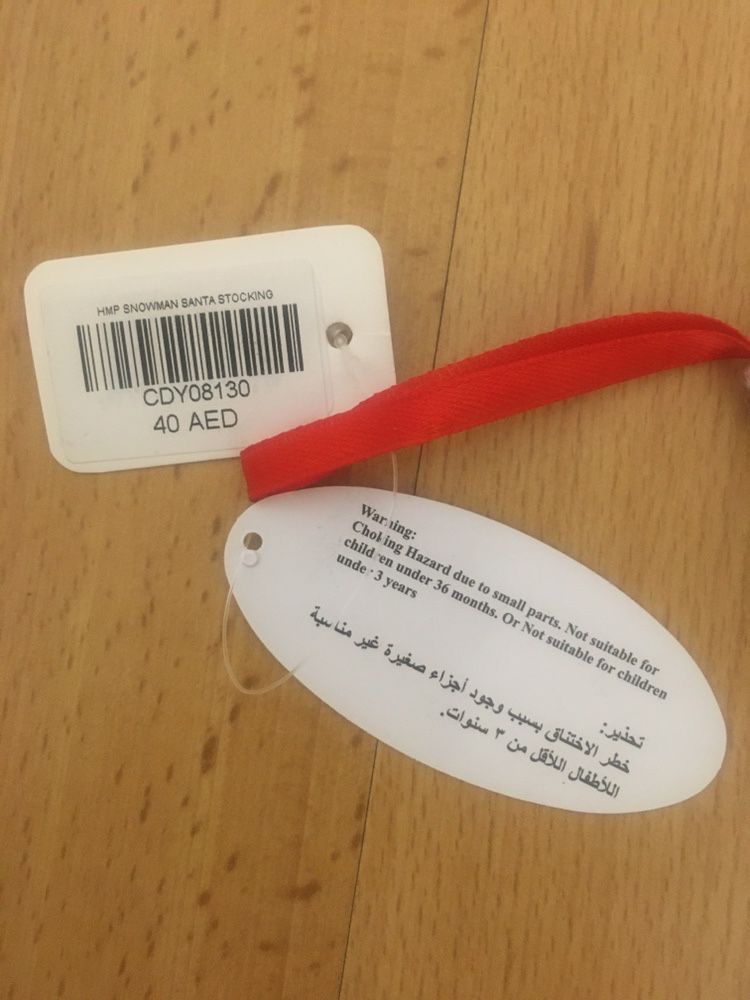 HMP SNOWMAN SANTA STOCKING
CDY08130
40 AED
Warning:
Choking Hazard due to small parts. Not suitable for
children under 36 months. Or Not suitable for children
under 3 years
تحذير:
خطر الاختناق بسبب وجود أجزاء صغيرة غير مناسبة
اللأطفال اللأقل من ٣ سنوات.